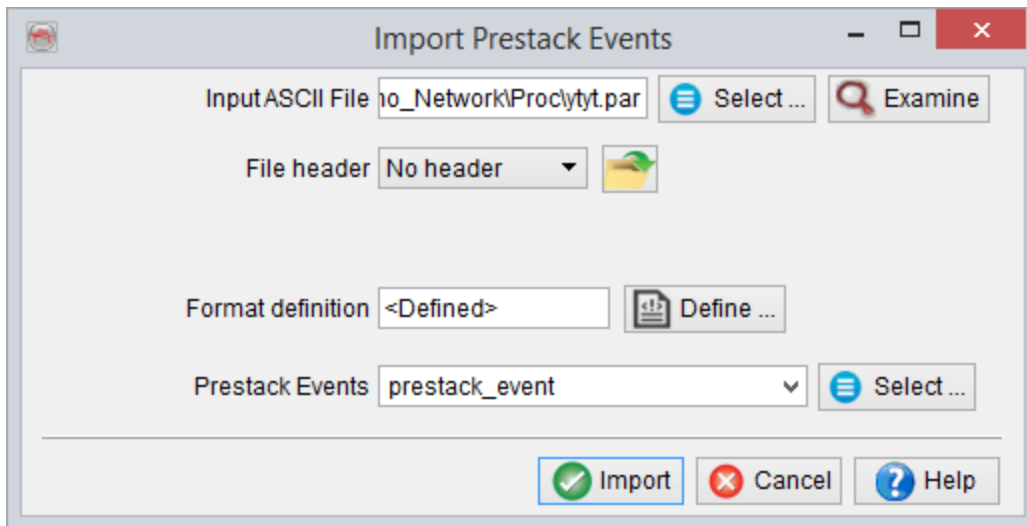 Import Prestack Events
Input ASCII File no_Network\Proc\ytyt.par Select ... Examine
File header No header
Format definition <Defined> Define ...
Prestack Events prestack_event Select ...
Import Cancel Help